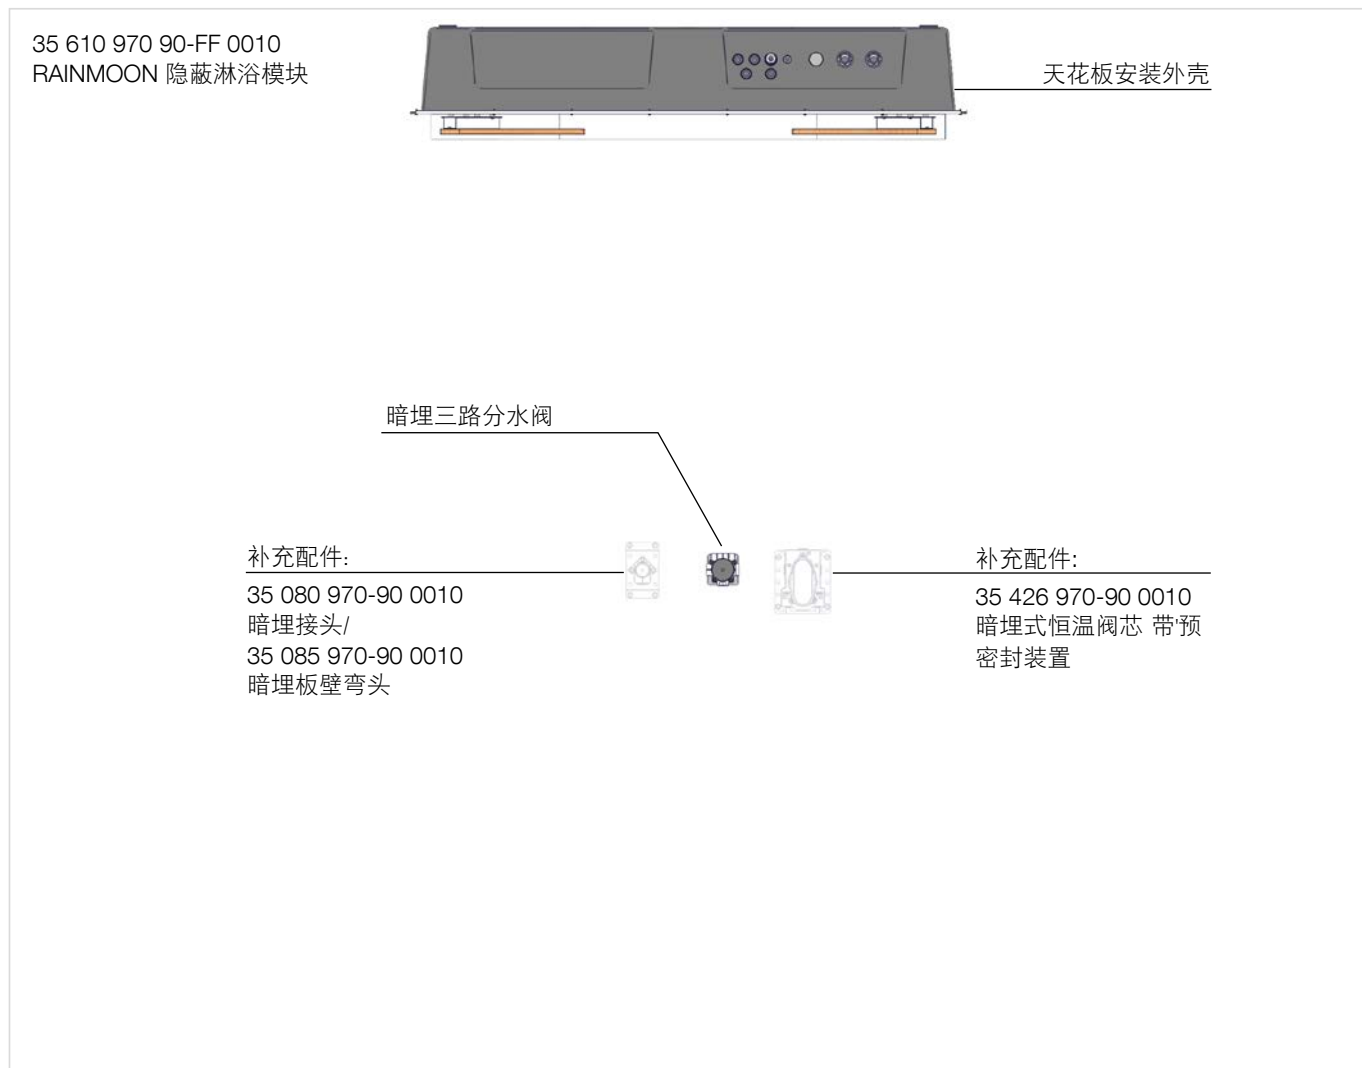 35 610 970 90-FF 0010
RAINMOON 隐蔽淋浴模块
天花板安装外壳
暗埋三路分水阀
补充配件:
35 080 970-90 0010
暗埋接头/
35 085 970-90 0010
暗埋板壁弯头
补充配件:
35 426 970-90 0010
暗埋式恒温阀芯 带'预
密封装置